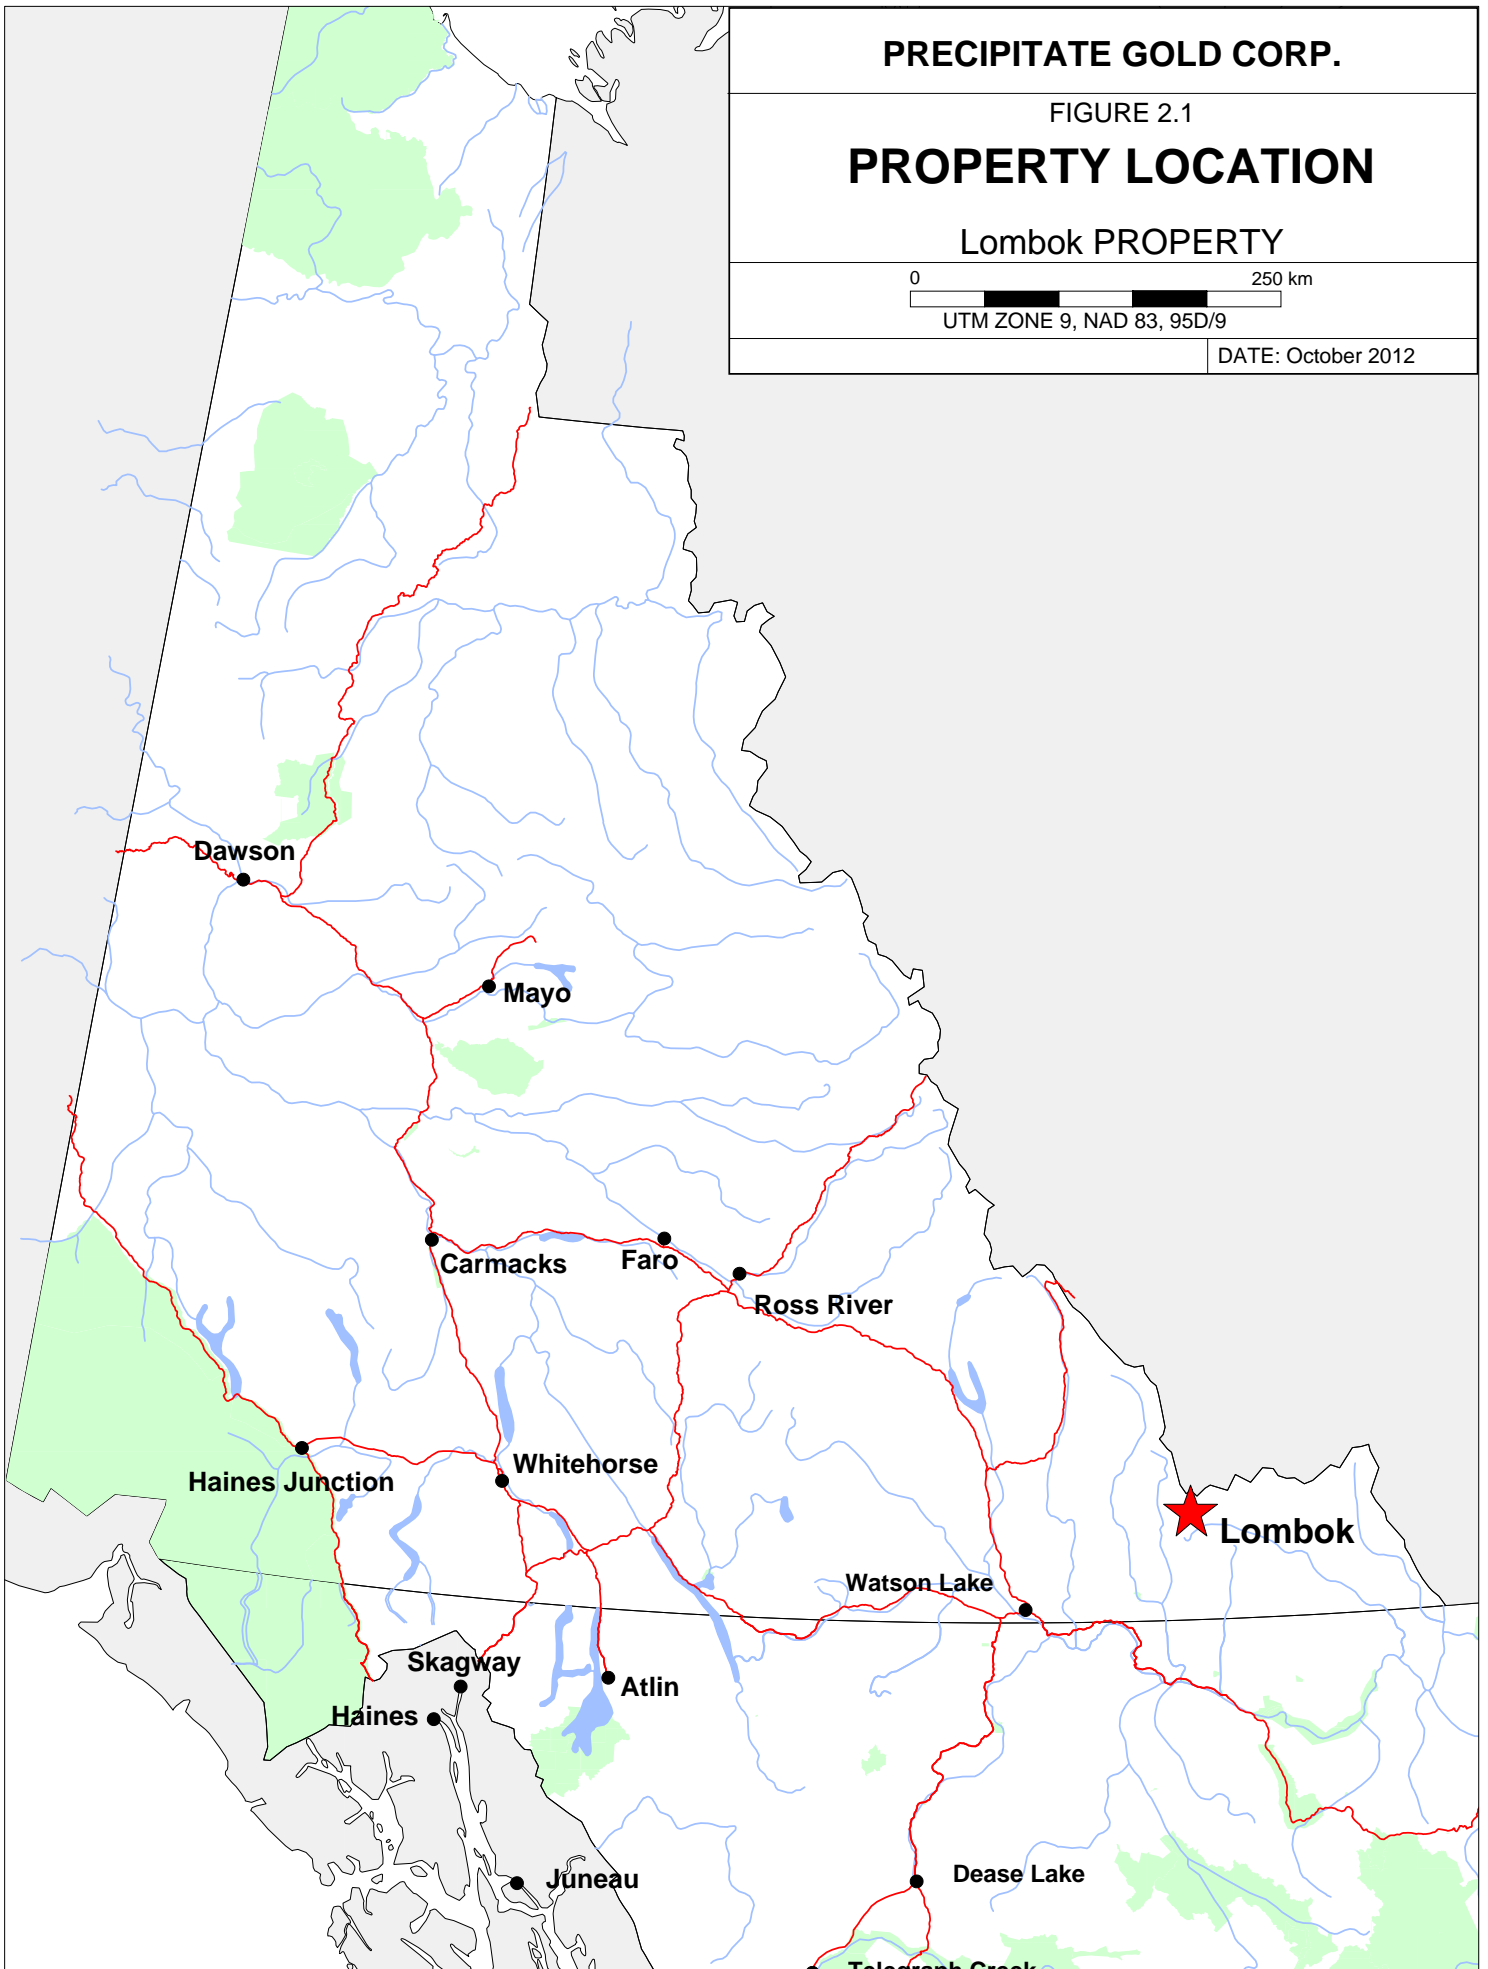 PRECIPITATE GOLD CORP.
FIGURE 2.1
PROPERTY LOCATION
Lombok PROPERTY
0 250 km
UTM ZONE 9, NAD 83, 95D/9
DATE: October 2012
Dawson
Mayo
Carmacks
Faro
Ross River
Haines Junction
Whitehorse
Lombok
Watson Lake
Skagway
Atlin
Haines
Juneau
Dease Lake
Telegraph Creek